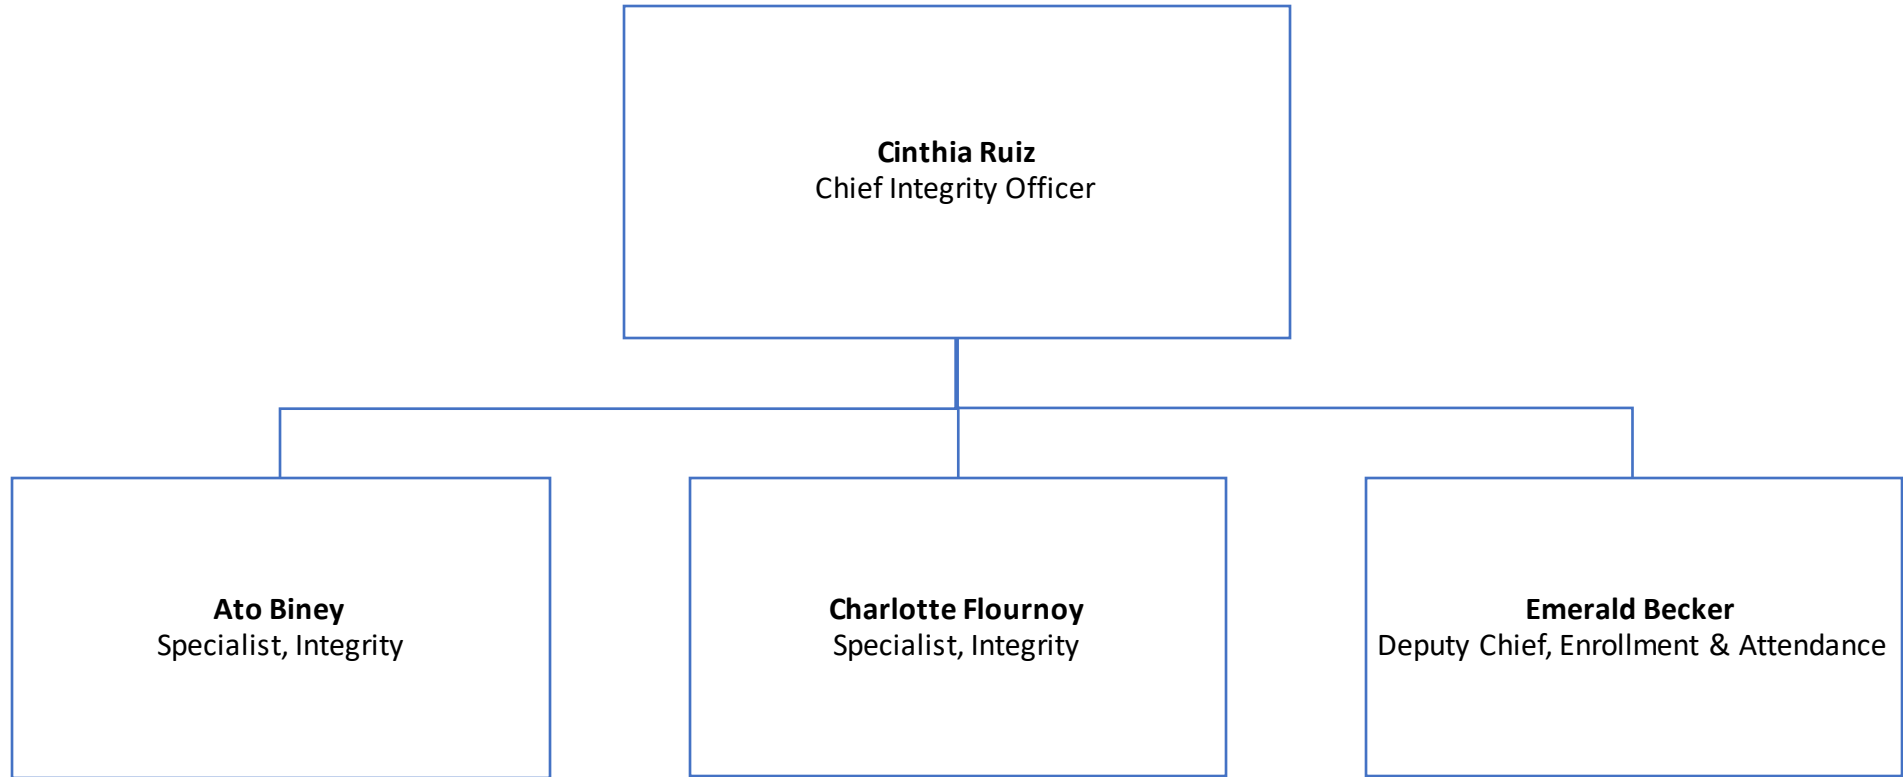 Cinthia Ruiz
Chief Integrity Officer
Ato Biney
Specialist, Integrity
Charlotte Flournoy
Specialist, Integrity
Emerald Becker
Deputy Chief, Enrollment & Attendance